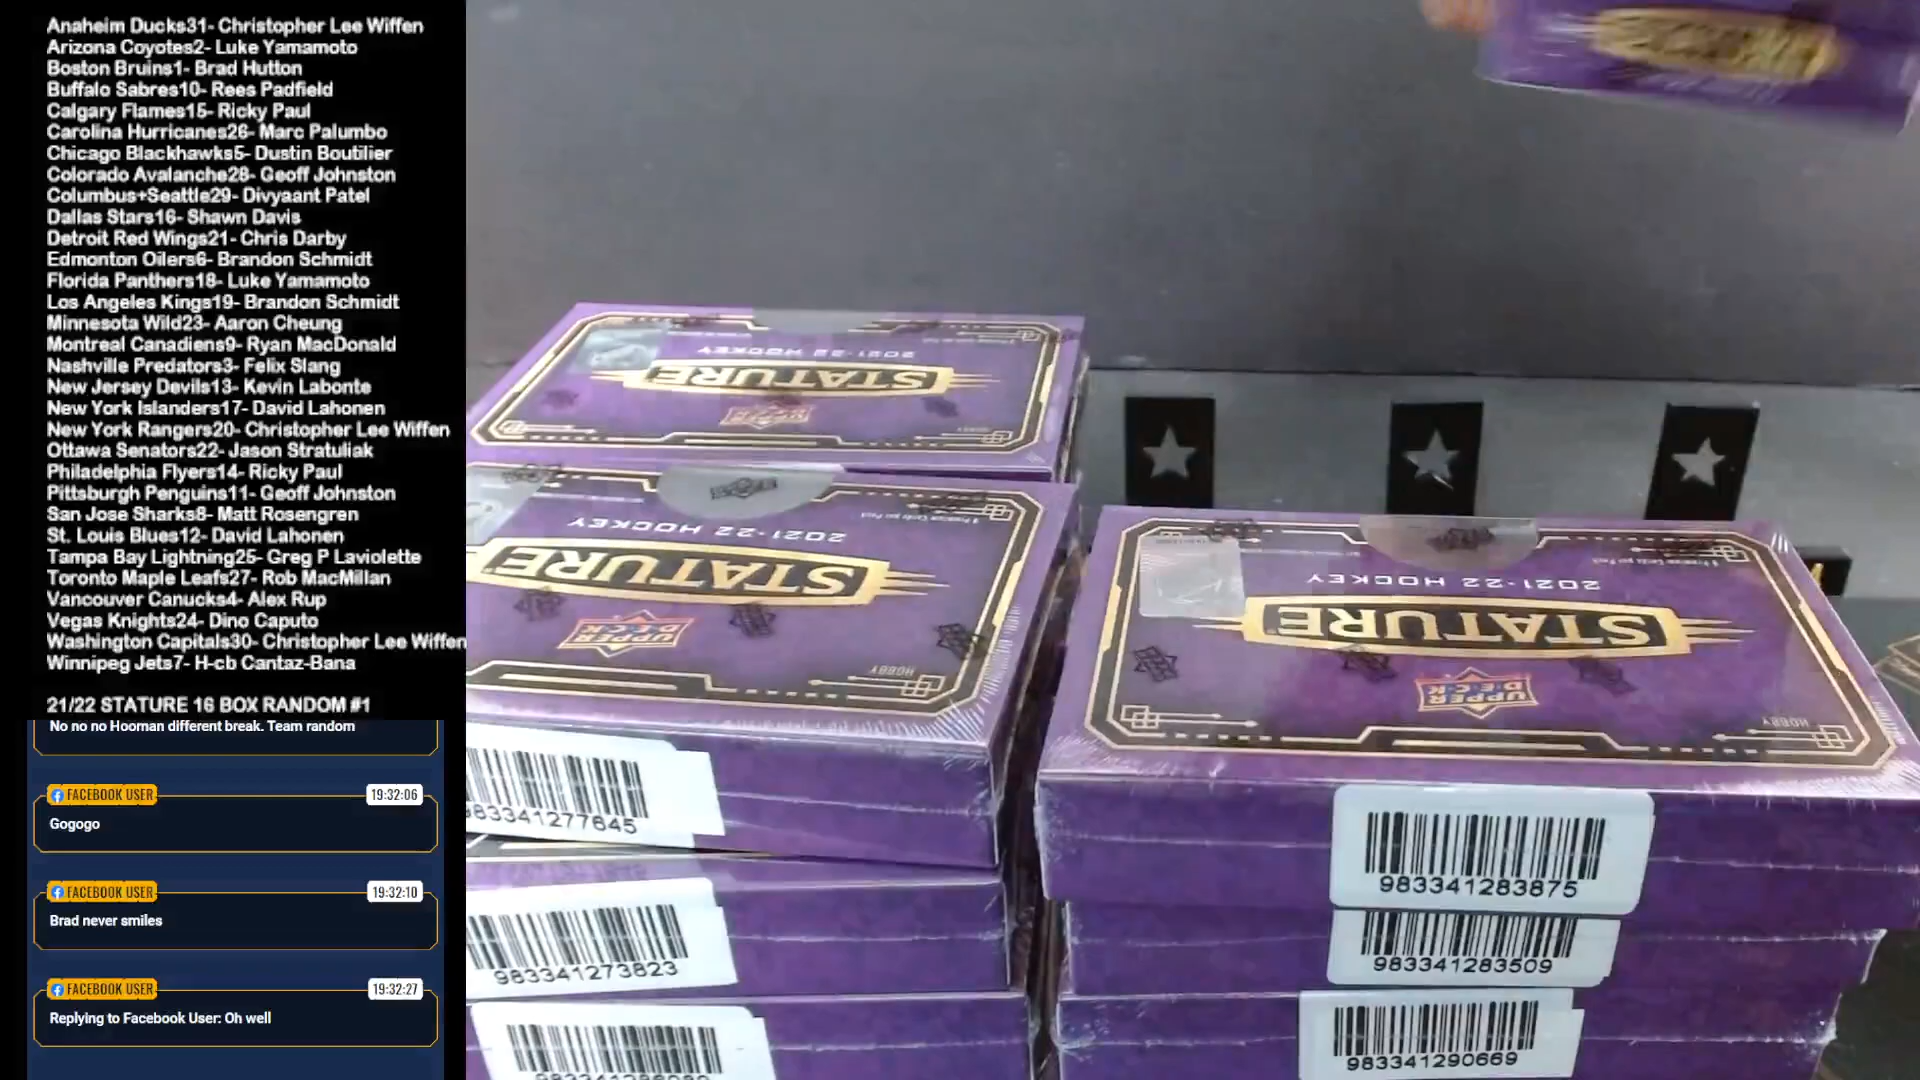 Anaheim Ducks31- Christopher Lee Wiffen
Arizona Coyotes2- Luke Yamamoto
Boston Bruins1- Brad Hutton
Buffalo Sabres10- Rees Padfield
Calgary Flames15- Ricky Paul
Carolina Hurricanes26- Marc Palumbo
Chicago Blackhawks5- Dustin Boutilier
Colorado Avalanche28- Geoff Johnston
Columbus+Seattle29- Divyaant Patel
Dallas Stars16- Shawn Davis
Detroit Red Wings21- Chris Darby
Edmonton Oilers6- Brandon Schmidt
Florida Panthers18- Luke Yamamoto
Los Angeles Kings19- Brandon Schmidt
Minnesota Wild23- Aaron Cheung
Montreal Canadiens9- Ryan MacDonald
Nashville Predators3- Felix Slang
New Jersey Devils13- Kevin Labonte
New York Islanders17- David Lahonen
New York Rangers20- Christopher Lee Wiffen
Ottawa Senators22- Jason Stratuliak
Philadelphia Flyers14- Ricky Paul
Pittsburgh Penguins11- Geoff Johnston
San Jose Sharks8- Matt Rosengren
St. Louis Blues12- David Lahonen
Tampa Bay Lightning25- Greg P Laviolette
Toronto Maple Leafs27- Rob MacMillan
Vancouver Canucks4- Alex Rup
Vegas Knights24- Dino Caputo
Washington Capitals30- Christopher Lee Wiffen
Winnipeg Jets7- H-cb Cantaz-Bana
21/22 STATURE 16 BOX RANDOM #1
No no no Hooman different break. Team random
FACEBOOK USER 19:32:06
Gogogo
FACEBOOK USER 19:32:10
Brad never smiles
FACEBOOK USER 19:32:27
Replying to Facebook User: Oh well
2021-22 HOCKEY
STATURE
2021-22 HOCKEY
STATURE
UPPER DECK
HOBBY
983341277645
983341273823
2021-22 HOCKEY
STATURE
UPPER DECK
HOBBY
983341283875
983341283509
983341290669